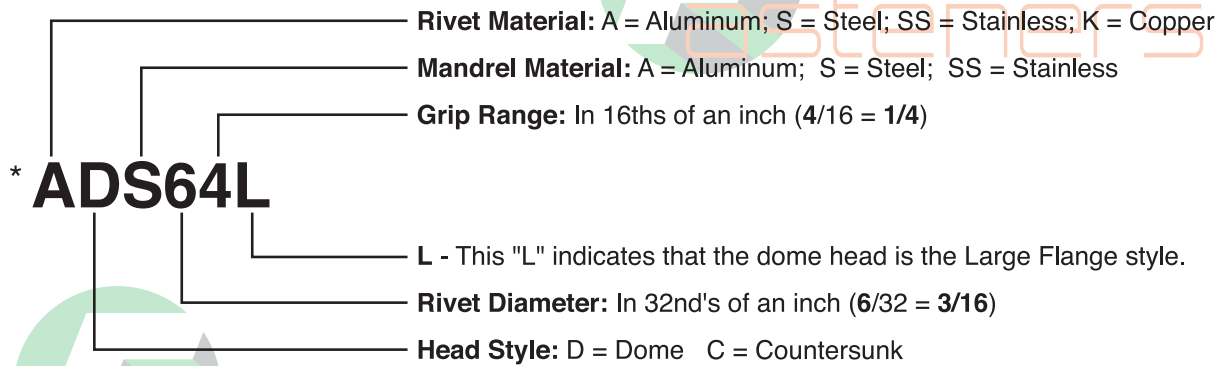 Rivet Material: A = Aluminum; S = Steel; SS = Stainless; K = Copper
Mandrel Material: A = Aluminum; S = Steel; SS = Stainless
Grip Range: In 16ths of an inch (4/16 = 1/4)
* ADS64L
L - This "L" indicates that the dome head is the Large Flange style.
Rivet Diameter: In 32nd's of an inch (6/32 = 3/16)
Head Style: D = Dome C = Countersunk